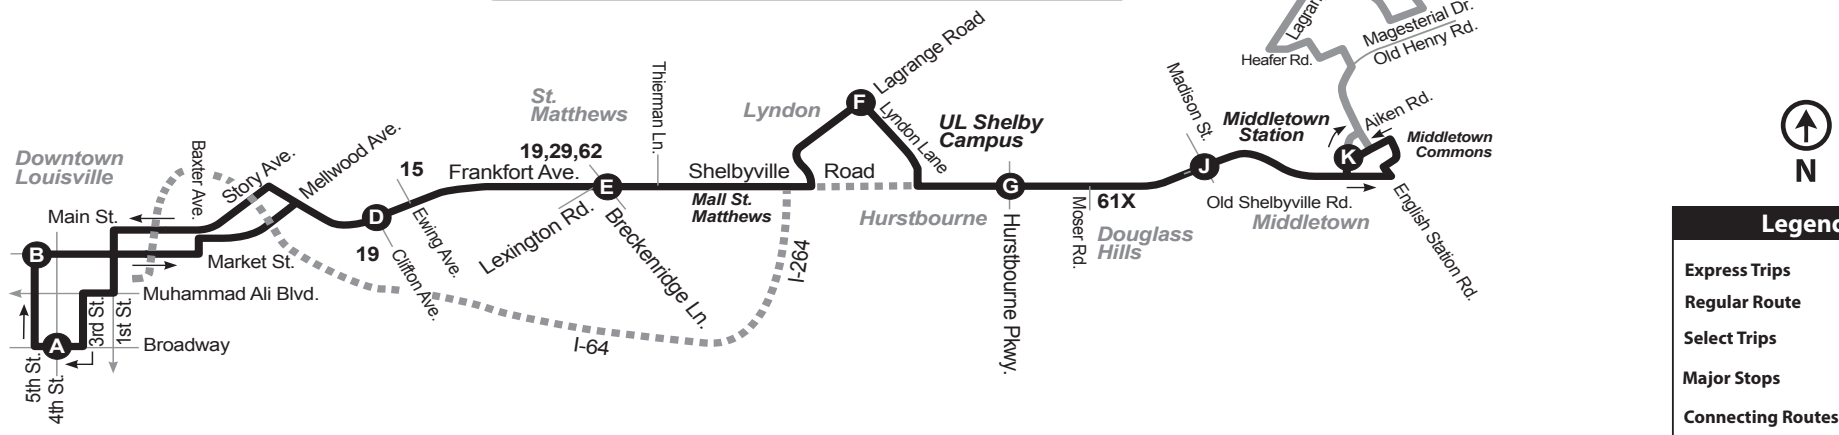 Downtown
Louisville
Main St.
B
Market St.
Muhammad Ali Blvd.
A
Broadway
5th St.
4th St.
3rd St.
1st St.
Baxter Ave.
Story Ave.
Mellwood Ave.
D
19
Clifton Ave.
15
Ewing Ave.
Frankfort Ave.
St.
Matthews
19,29,62
E
Lexington Rd.
Breckenridge Ln.
Thierman Ln.
Shelbyville
Road
Mall St.
Matthews
I-64
I-264
Lyndon
F
Lagrange Road
Lyndon Lane
Hurstbourne
UL Shelby
Campus
G
Hurstbourne Pkwy.
Moser Rd.
61X
Douglass
Hills
Madison St.
J
Old Shelbyville Rd.
Middletown
Middletown
Station
K
Aiken Rd.
Middletown
Commons
English Station Rd.
Heafer Rd.
Magesterial Dr.
Old Henry Rd.
N
Express Trips
Regular Route
Select Trips
Major Stops
Connecting Routes